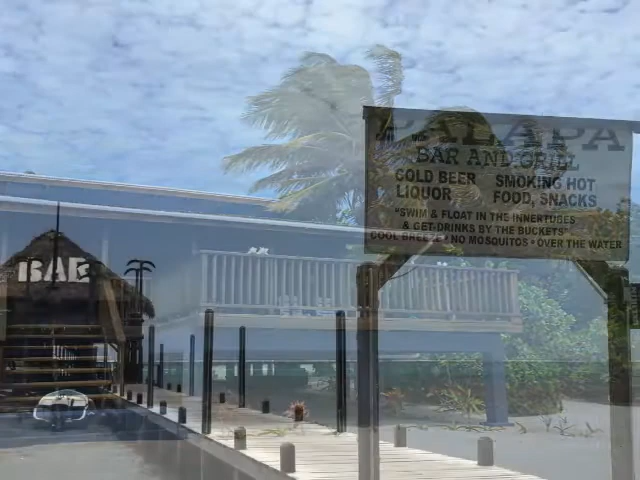 PALAPA
BAR AND GRILL
COLD BEER SMOKING HOT
LIQUOR FOOD, SNACKS
"SWIM & FLOAT IN THE INNERTUBES
& GET DRINKS BY THE BUCKETS"
COOL BREEZE • NO MOSQUITOS • OVER THE WATER
BAR